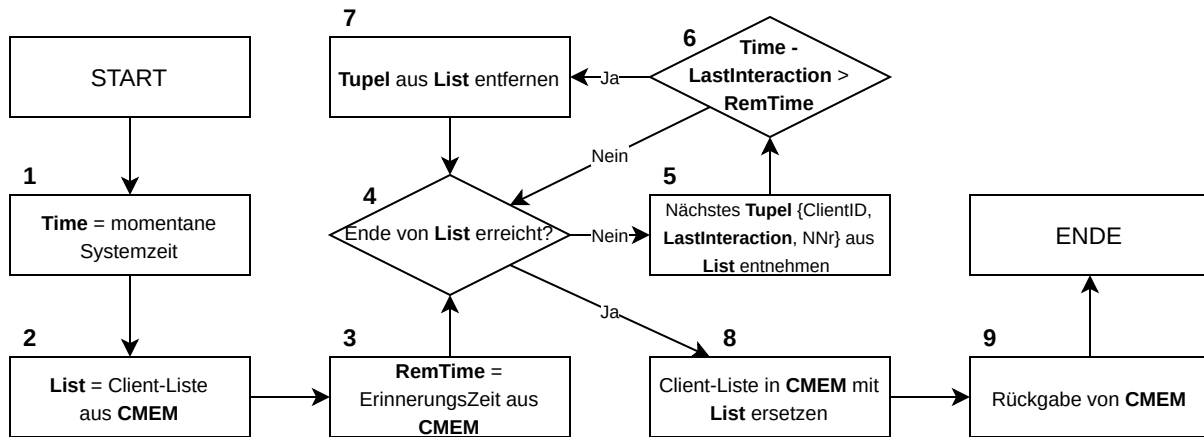 START
1
Time = momentane
Systemzeit
2
List = Client-Liste
aus CMEM
3
RemTime =
ErinnerungsZeit aus
CMEM
4
Ende von List erreicht?
Nein
5
Nächstes Tupel {ClientID,
LastInteraction, NNr} aus
List entnehmen
6
Time -
LastInteraction >
RemTime
Ja
7
Tupel aus List entfernen
Nein
Ja
8
Client-Liste in CMEM mit
List ersetzen
9
Rückgabe von CMEM
ENDE